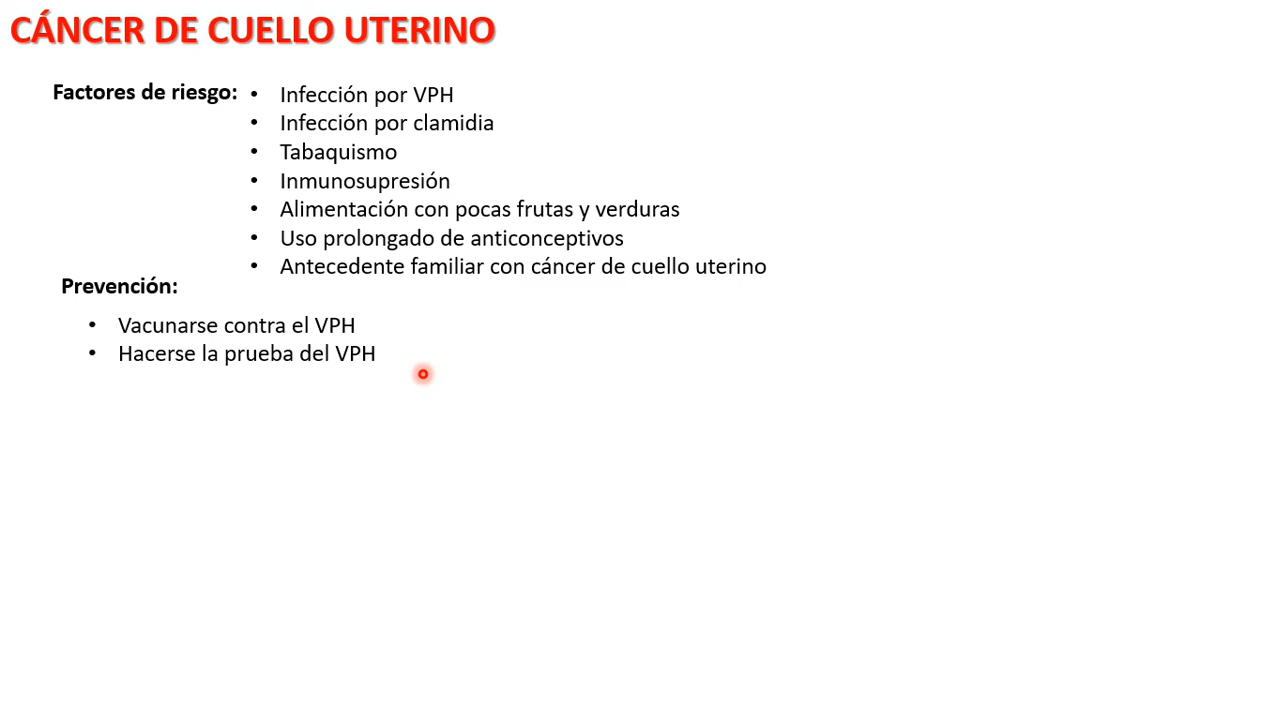 CÁNCER DE CUELLO UTERINO
Factores de riesgo:
• Infección por VPH
• Infección por clamidia
• Tabaquismo
• Inmunosupresión
• Alimentación con pocas frutas y verduras
• Uso prolongado de anticonceptivos
• Antecedente familiar con cáncer de cuello uterino
Prevención:
• Vacunarse contra el VPH
• Hacerse la prueba del VPH